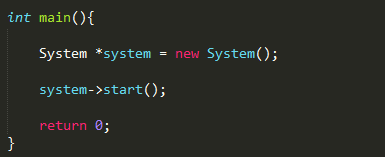 int main(){
System *system = new System();
system->start();
return 0;
}